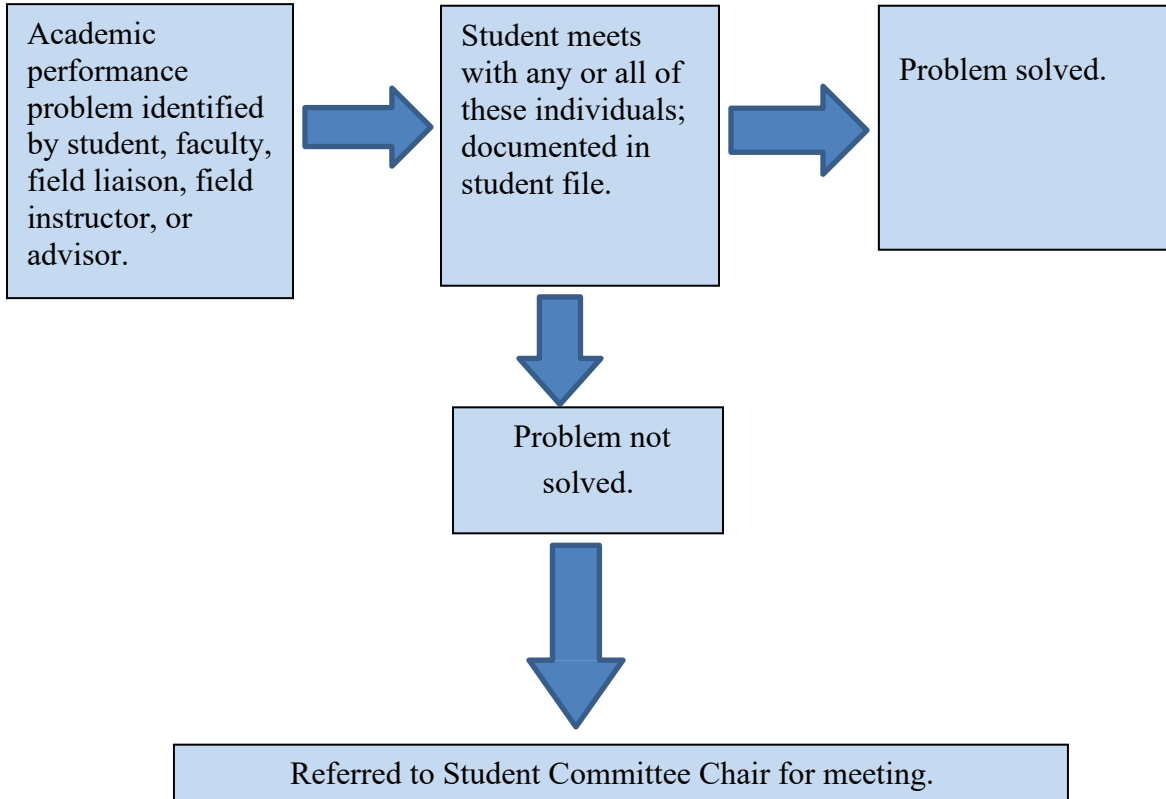 Academic
performance
problem identified
by student, faculty,
field liaison, field
instructor, or
advisor.
Student meets
with any or all of
these individuals;
documented in
student file.
Problem solved.
Problem not
solved.
Referred to Student Committee Chair for meeting.